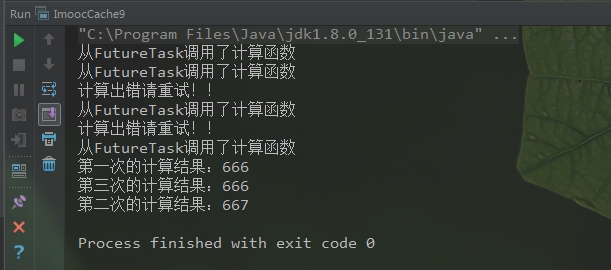 Run ImoocCache9
"C:\Program Files\Java\jdk1.8.0_131\bin\java" ...
从FutureTask调用了计算函数
从FutureTask调用了计算函数
计算出错请重试！！
从FutureTask调用了计算函数
计算出错请重试！！
从FutureTask调用了计算函数
第一次的计算结果：666
第三次的计算结果：666
第二次的计算结果：667
Process finished with exit code 0